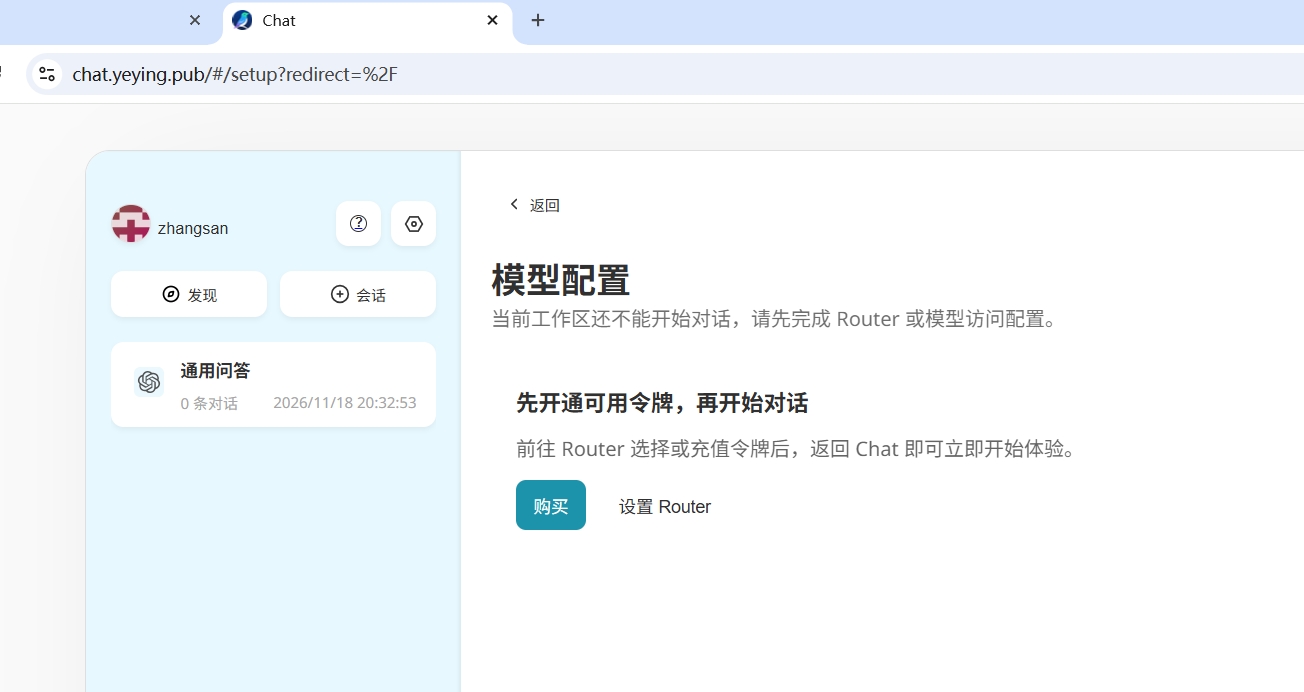 Chat
chat.yeying.pub/#/setup?redirect=%2F
zhangsan
发现
会话
通用问答
0 条对话 2026/11/18 20:32:53
返回
模型配置
当前工作区还不能开始对话，请先完成 Router 或模型访问配置。
先开通可用令牌，再开始对话
前往 Router 选择或充值令牌后，返回 Chat 即可立即开始体验。
购买 设置 Router